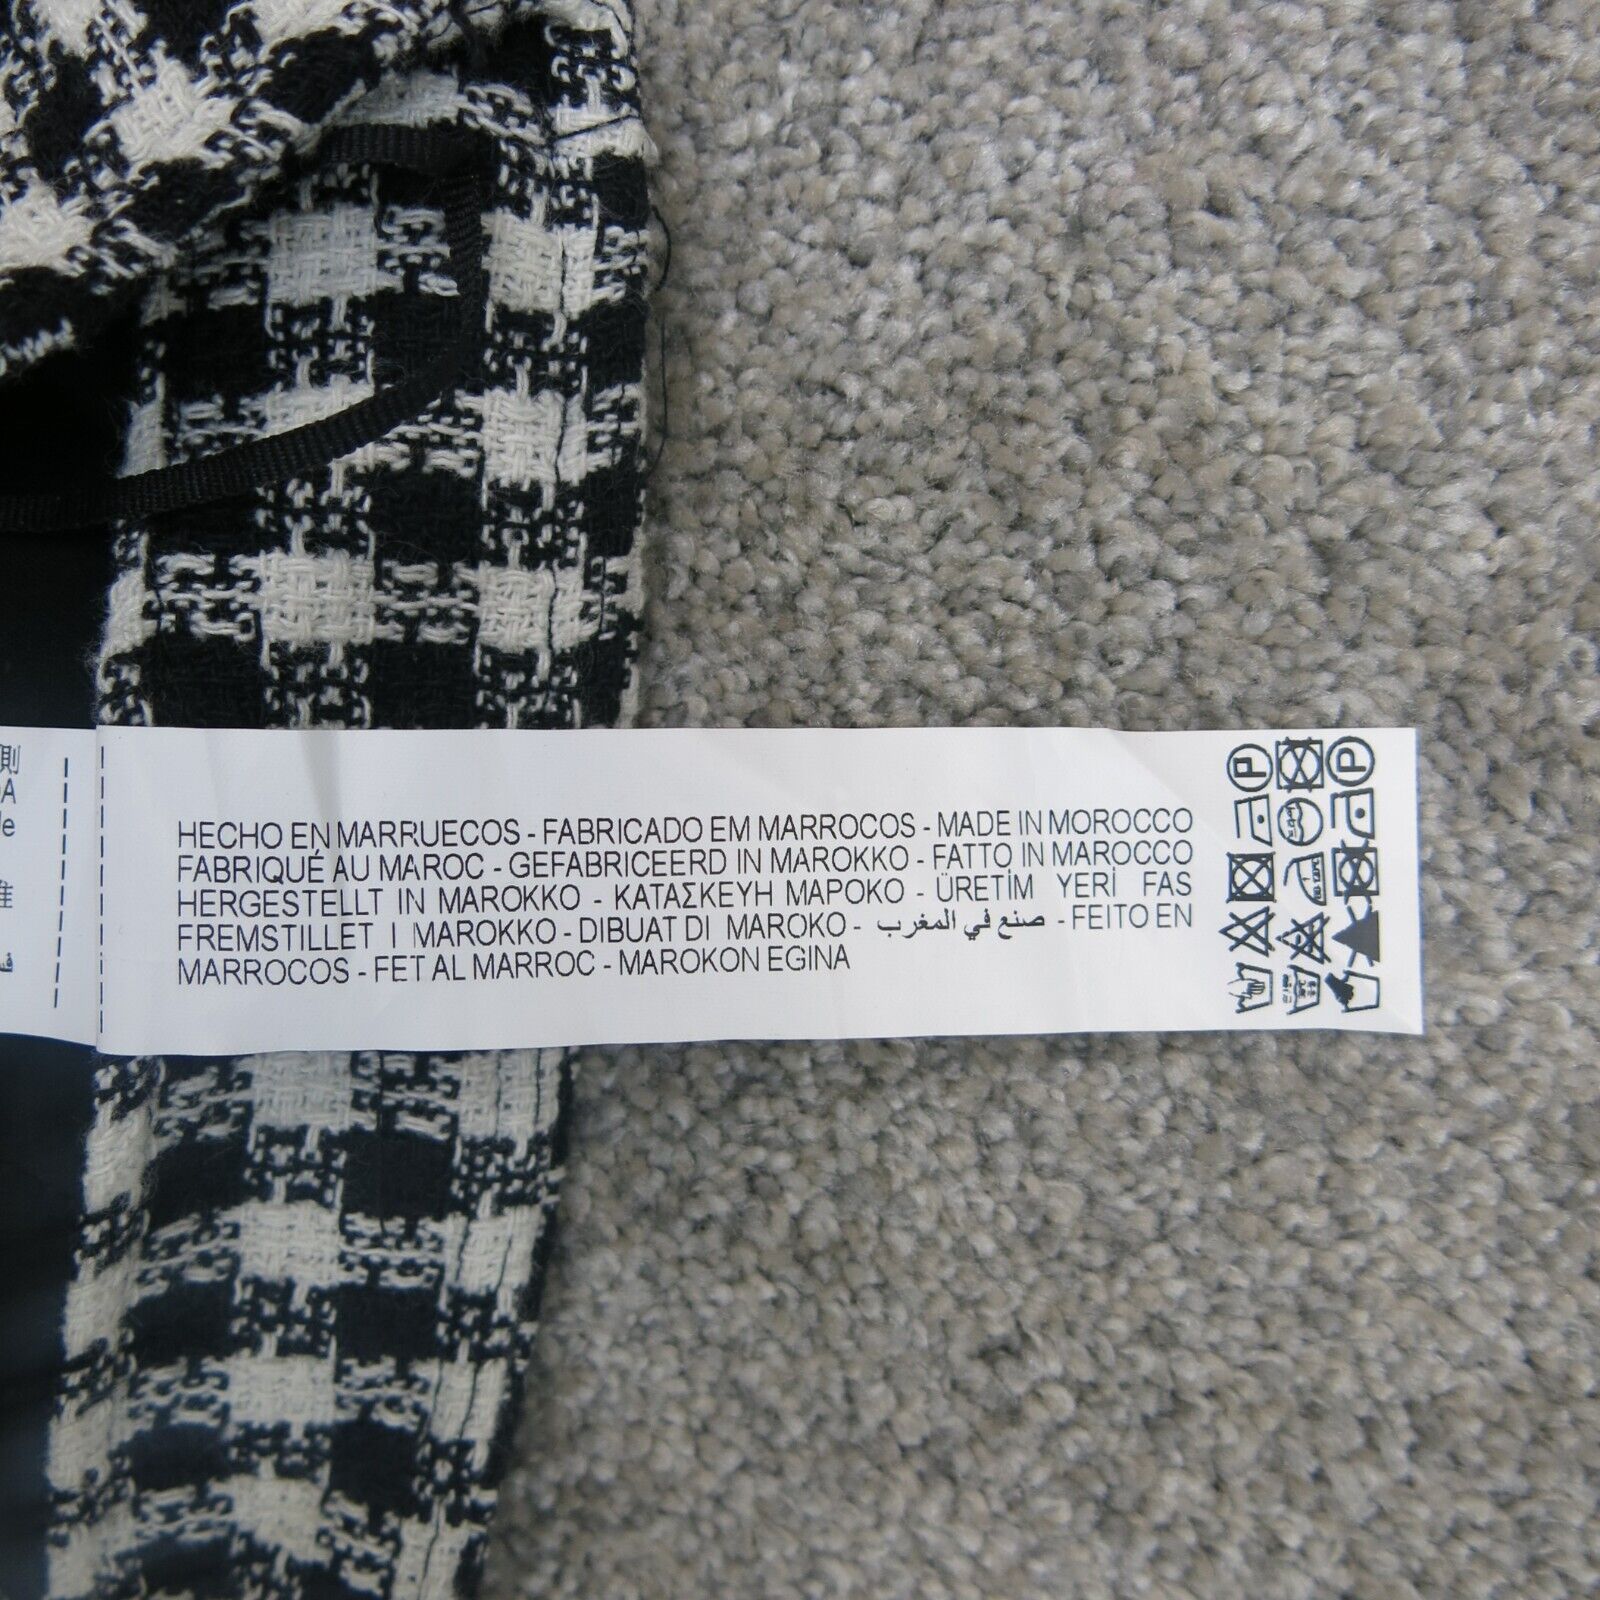 HECHO EN MARRUECOS - FABRICADO EM MARROCOS - MADE IN MOROCCO
FABRIQUÉ AU MAROC - GEFABRICEERD IN MAROKKO - FATTO IN MAROCCO
HERGESTELLT IN MAROKKO - ΚΑΤΑΣΚΕΥΗ ΜΑΡΟΚΟ - ÜRETİM YERİ FAS
FREMSTILLET I MAROKKO - DIBUAT DI MAROKO - صنع في المغرب - FEITO EN
MARROCOS - FET AL MARROC - MAROKON EGINA